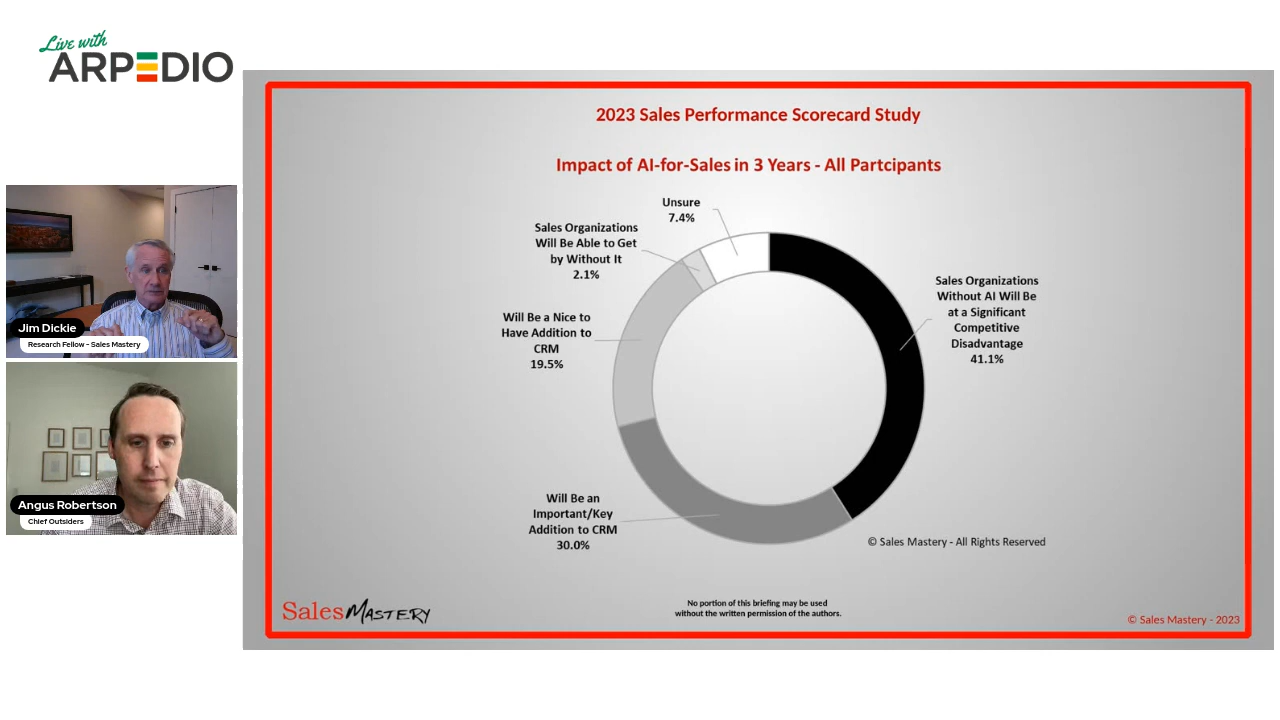 Live with
ARPEDIO
2023 Sales Performance Scorecard Study
Impact of AI-for-Sales in 3 Years - All Partcipants
Unsure
7.4%
Sales Organizations
Will Be Able to Get
by Without It
2.1%
Sales Organizations
Without AI Will Be
at a Significant
Competitive
Disadvantage
41.1%
Will Be a Nice to
Have Addition to
CRM
19.5%
Will Be an
Important/Key
Addition to CRM
30.0%
© Sales Mastery - All Rights Reserved
No portion of this briefing may be used
without the written permission of the authors.
Sales MASTERY
© Sales Mastery - 2023
Jim Dickie
Research Fellow - Sales Mastery
Angus Robertson
Chief Outsiders